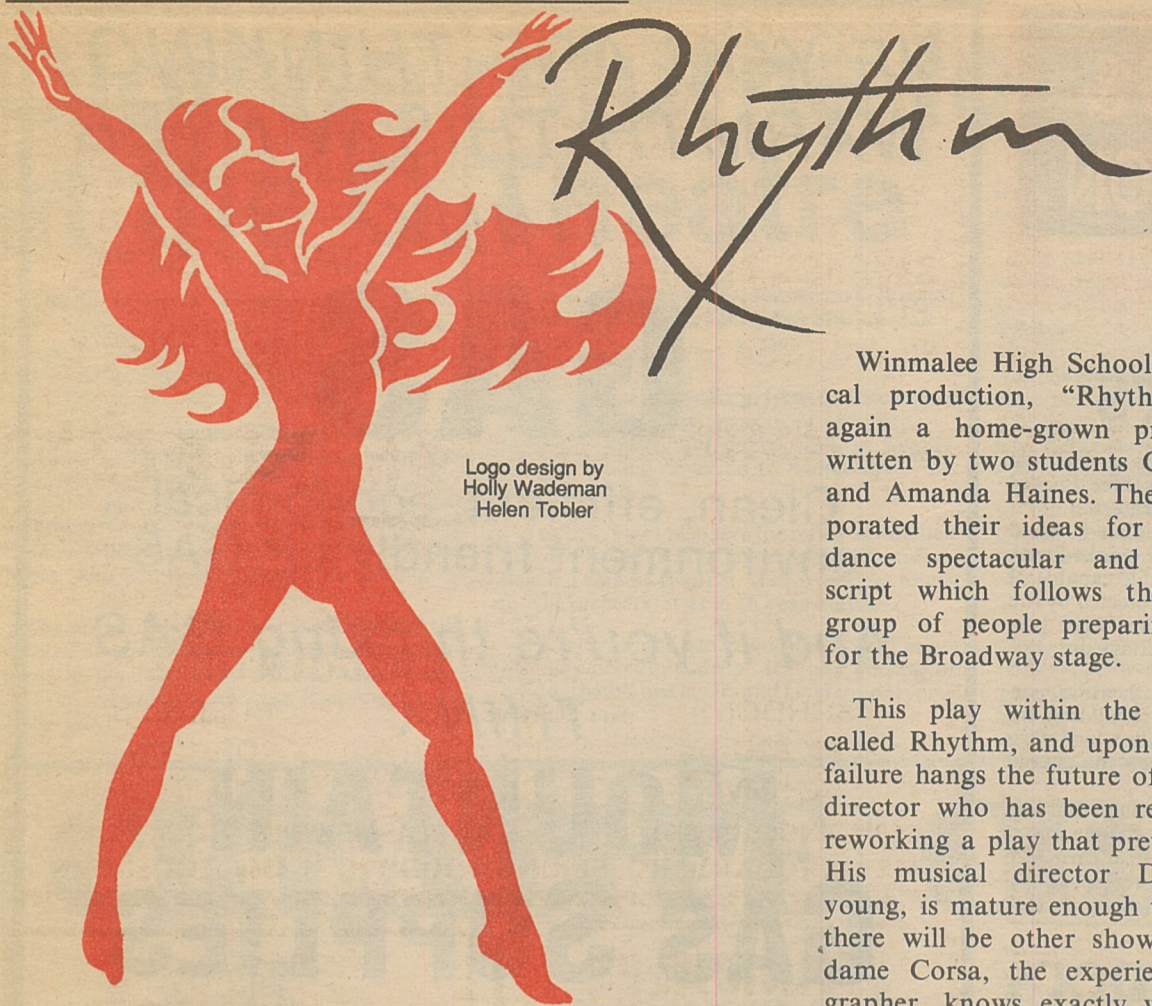 Rhythm
Logo design by
Holly Wademan
Helen Tobler
Winmalee High School
cal production, “Rhyth
again a home-grown pr
written by two students
and Amanda Haines. The
porated their ideas for
dance spectacular and
script which follows th
group of people prepari
for the Broadway stage.
This play within the
called Rhythm, and upon
failure hangs the future of
director who has been re
reworking a play that pre
His musical director D
young, is mature enough
there will be other show
dame Corsa, the experie
grapher, knows exactly